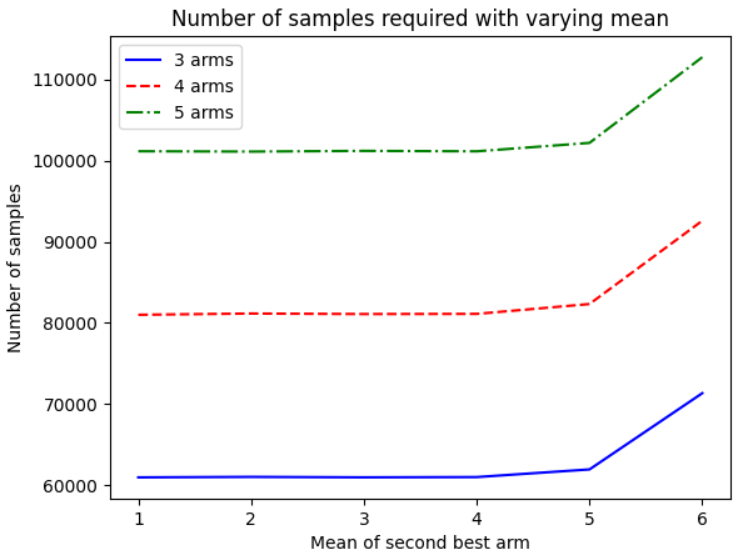 Number of samples required with varying mean
3 arms
4 arms
5 arms
110000
100000
90000
80000
70000
60000
Number of samples
1 2 3 4 5 6
Mean of second best arm